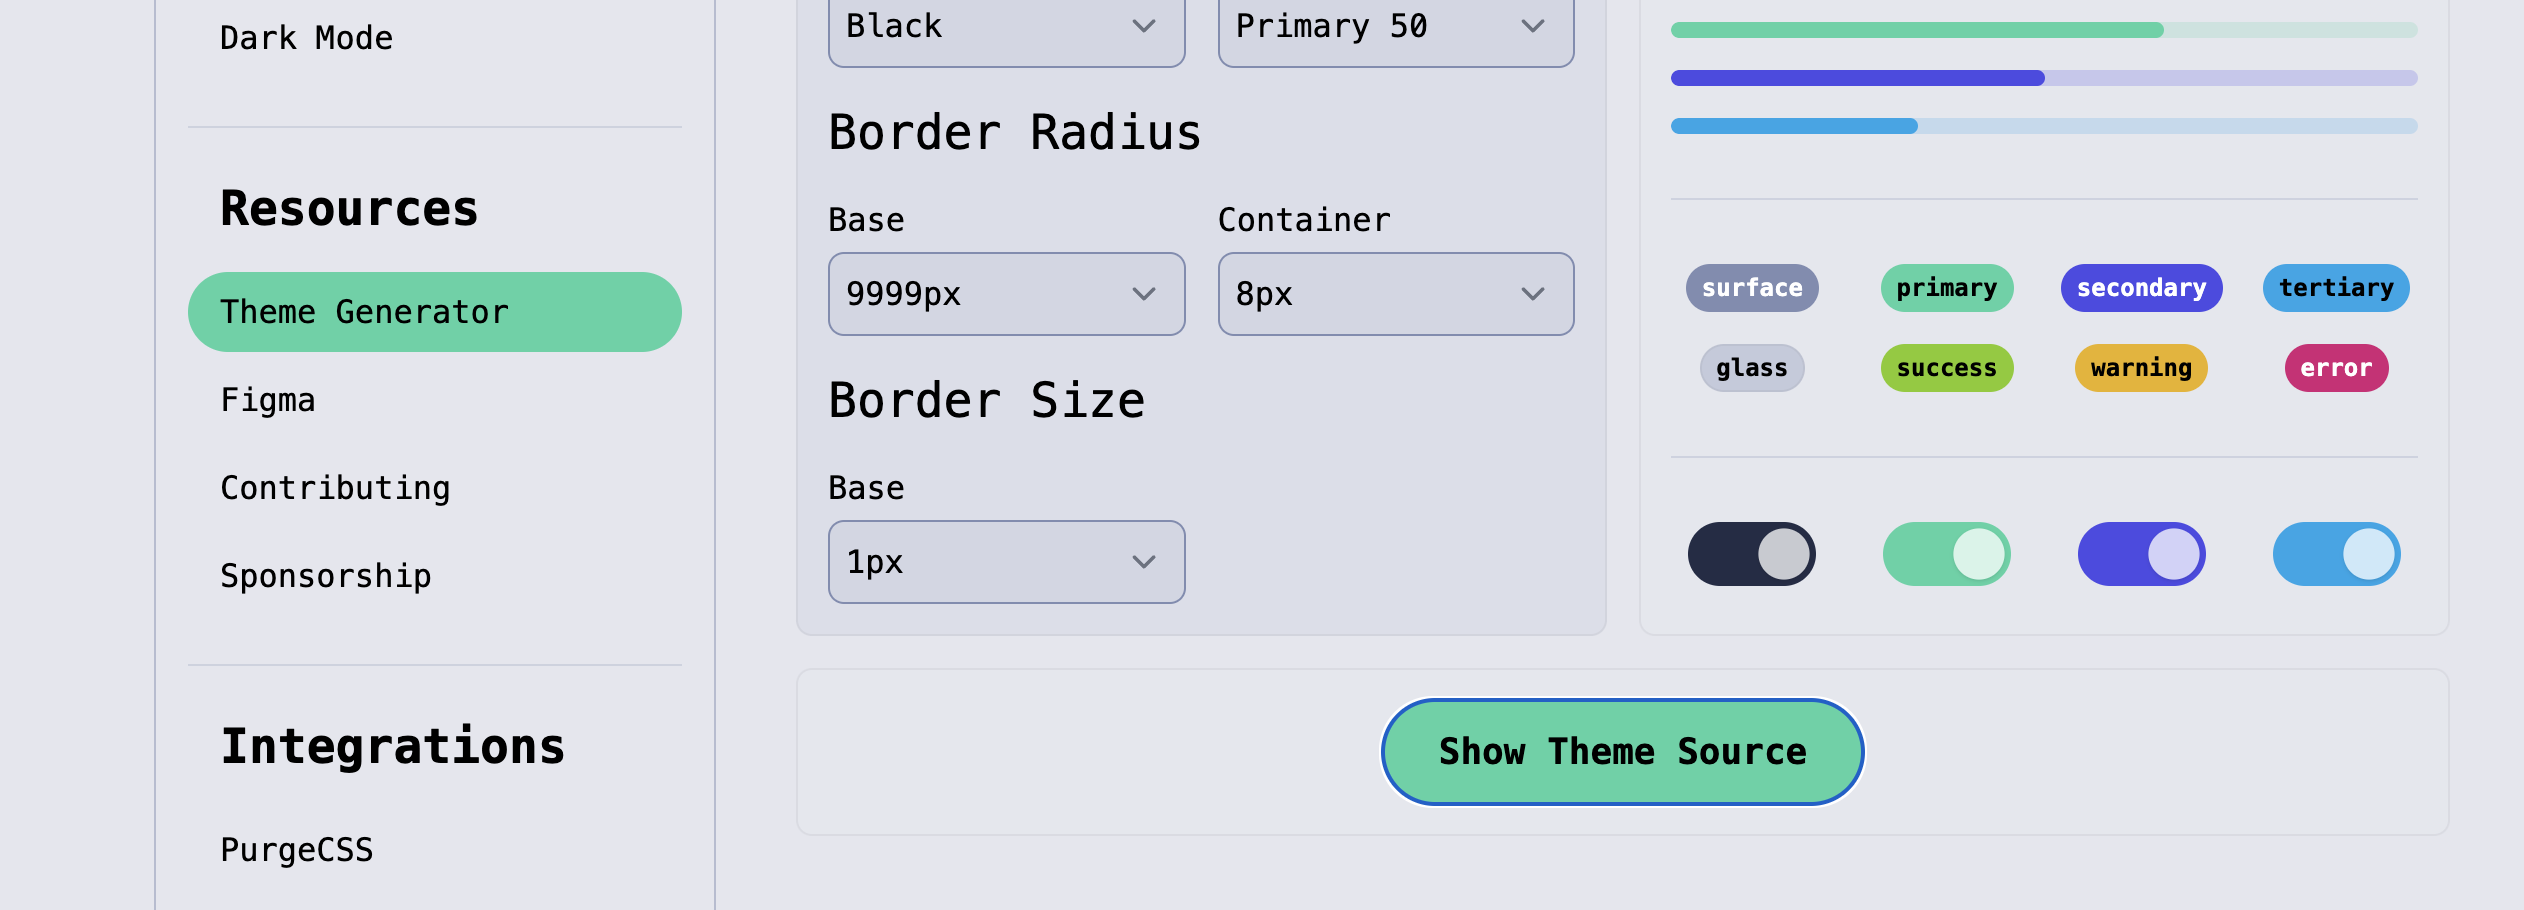 Dark Mode
Resources
Theme Generator
Figma
Contributing
Sponsorship
Integrations
PurgeCSS
Black
Primary 50
Border Radius
Base
Container
9999px
8px
Border Size
Base
1px
surface
primary
secondary
tertiary
glass
success
warning
error
Show Theme Source